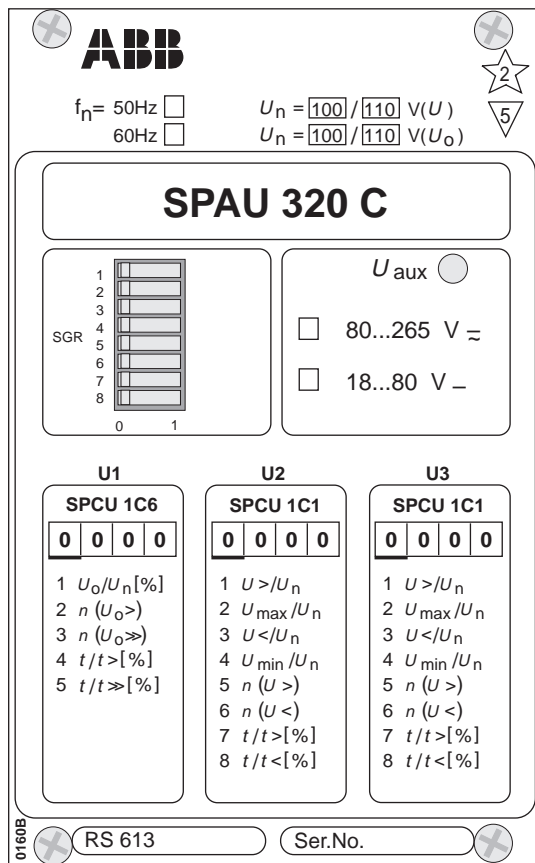 ABB
2
5
fn= 50Hz
60Hz
Un = 100 / 110 V(U)
Un = 100 / 110 V(Uo)
SPAU 320 C
SGR
1
2
3
4
5
6
7
8
0 1
U aux
80...265 V ≂
18...80 V –
U1
SPCU 1C6
0 0 0 0
1 Uo/Un[%]
2 n (Uo>)
3 n (Uo≫)
4 t/t>[%]
5 t/t≫[%]
U2
SPCU 1C1
0 0 0 0
1 U>/Un
2 Umax/Un
3 U</Un
4 Umin/Un
5 n (U>)
6 n (U<)
7 t/t>[%]
8 t/t<[%]
U3
SPCU 1C1
0 0 0 0
1 U>/Un
2 Umax/Un
3 U</Un
4 Umin/Un
5 n (U>)
6 n (U<)
7 t/t>[%]
8 t/t<[%]
0160B
RS 613
Ser.No.